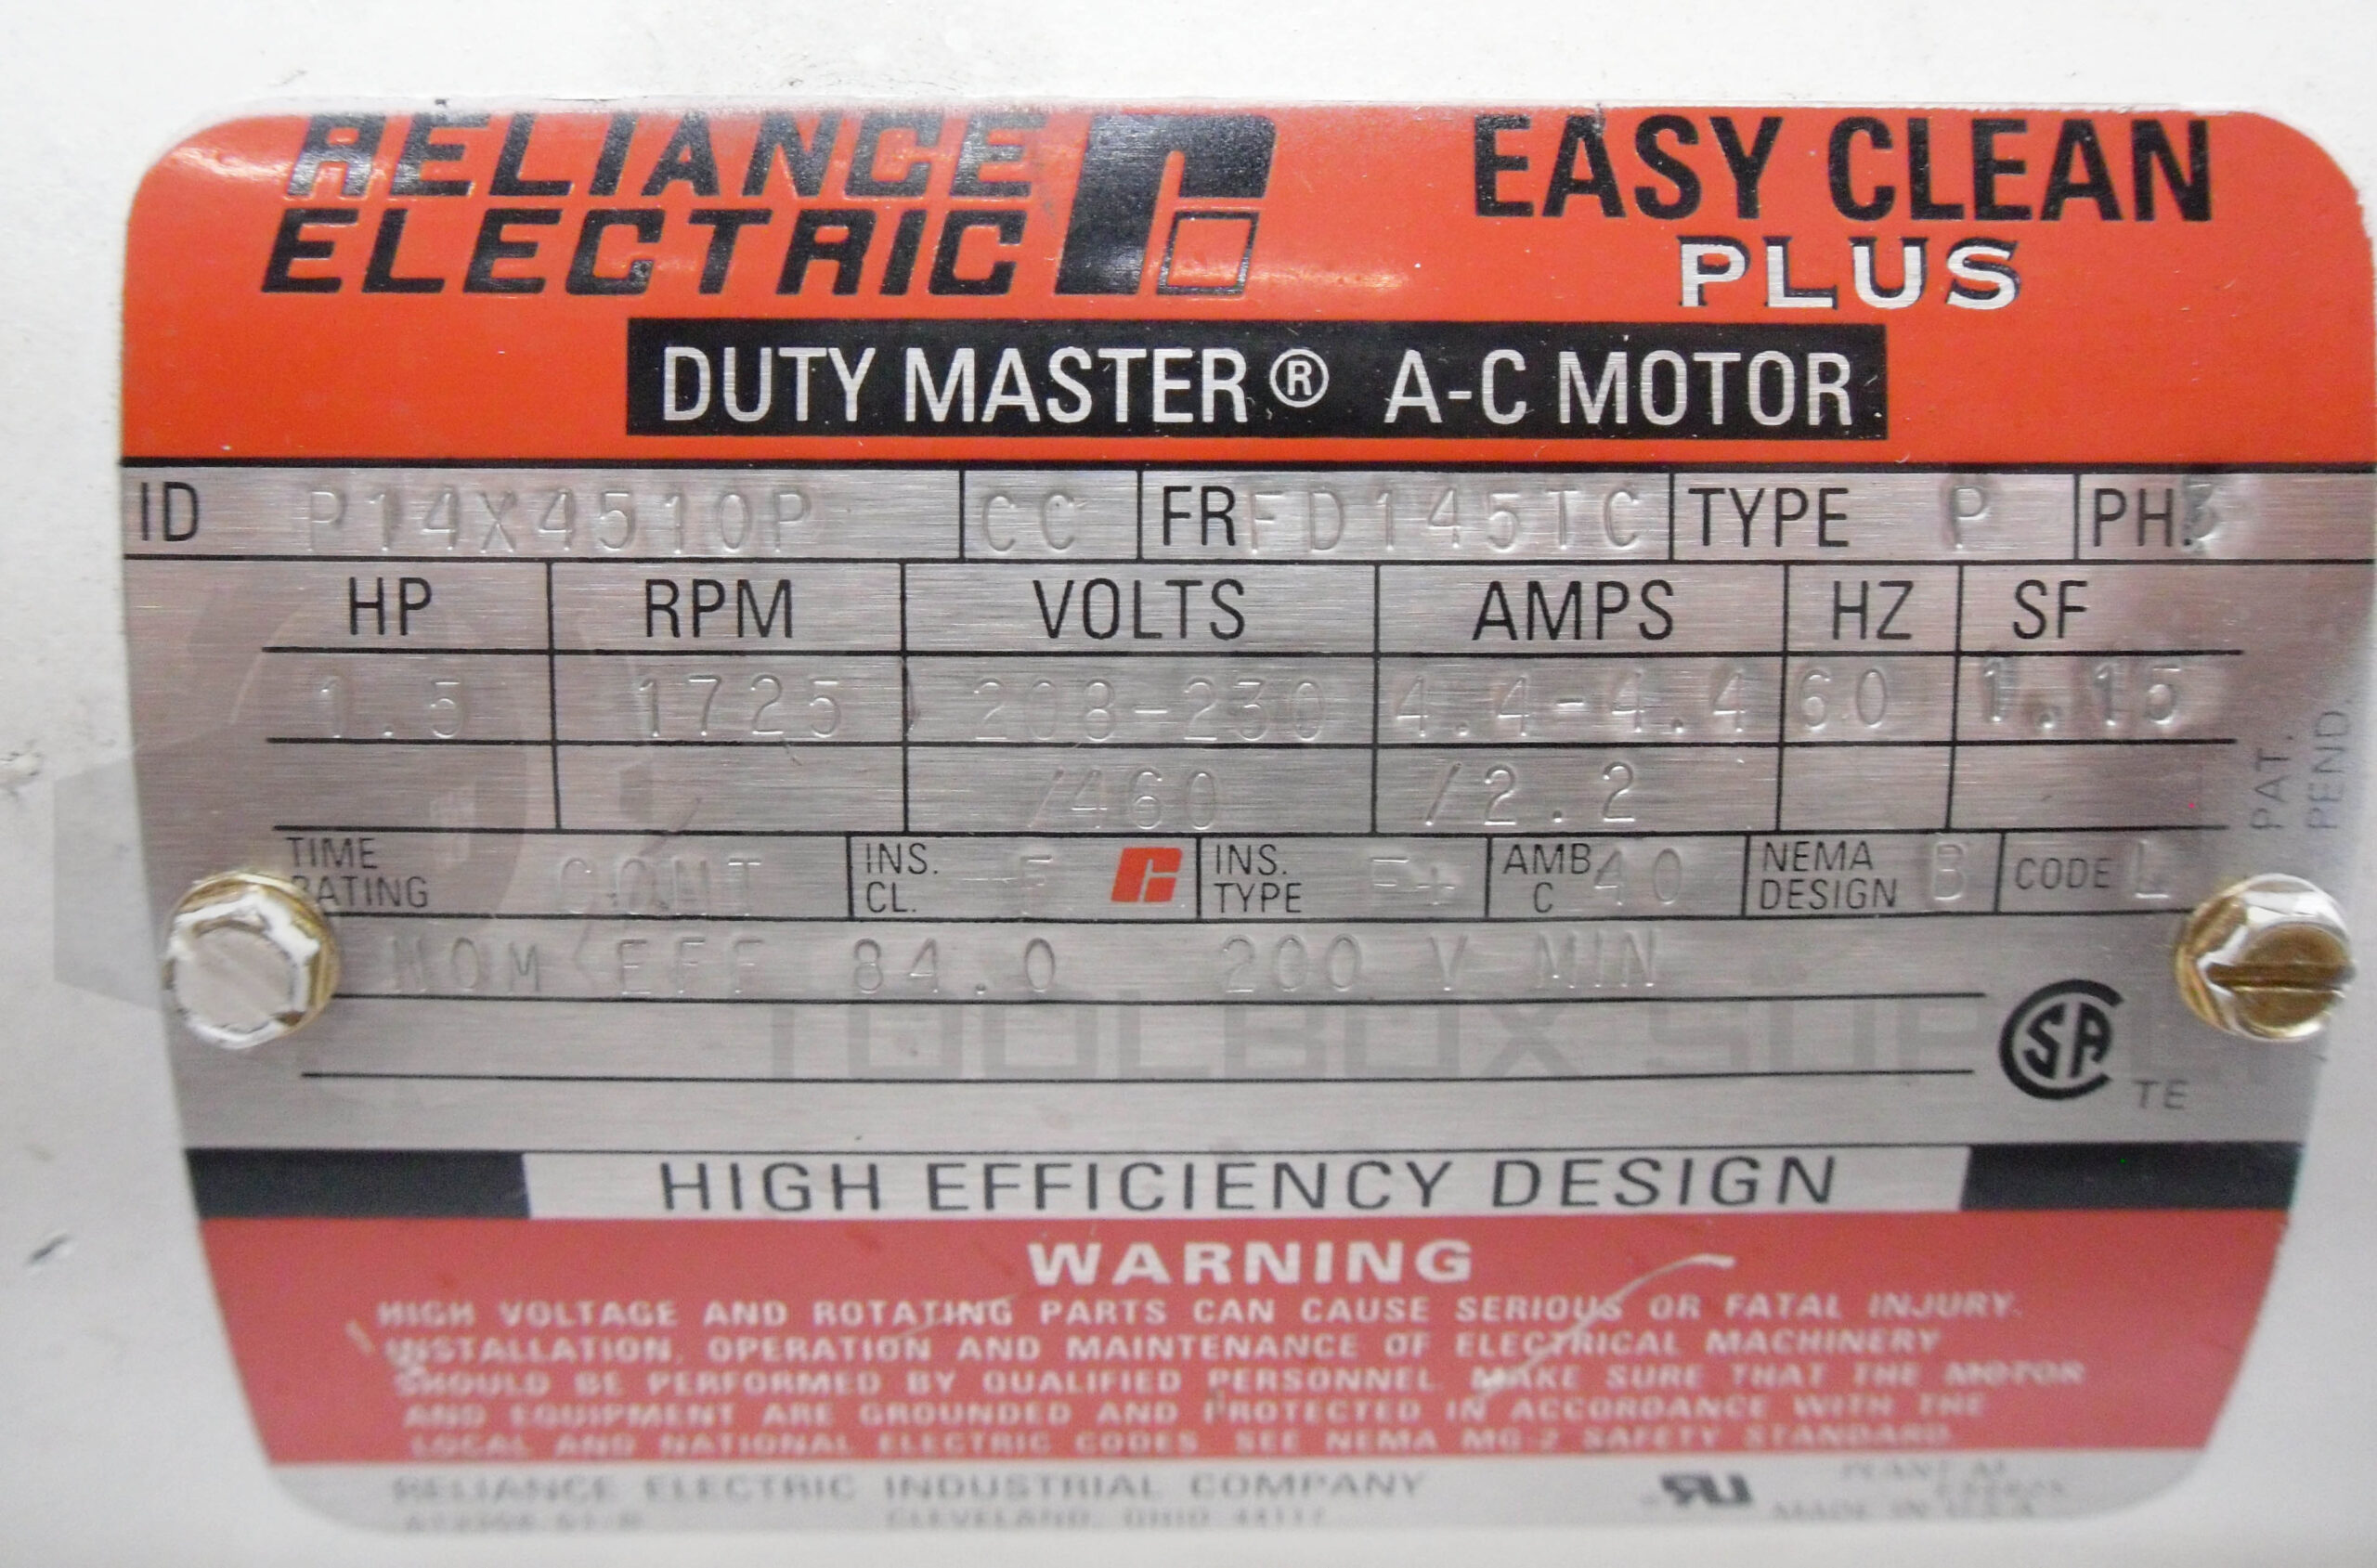 RELIANCE
ELECTRIC
EASY CLEAN
PLUS
DUTY MASTER® A-C MOTOR
ID P14X4510P CC FR FD145TC TYPE P PH. 3
HP RPM VOLTS AMPS HZ SF
1.5 1725 208-230 4.4-4.4 60 1.15
/460 /2.2
PAT. PEND.
TIME RATING CONT INS. CL. F INS. TYPE F+ AMB C 40 NEMA DESIGN B CODE L
NOM EFF 84.0 200 V MIN
TOOLBOX
SA
TE
HIGH EFFICIENCY DESIGN
WARNING
HIGH VOLTAGE AND ROTATING PARTS CAN CAUSE SERIOUS OR FATAL INJURY.
INSTALLATION, OPERATION AND MAINTENANCE OF ELECTRICAL MACHINERY
SHOULD BE PERFORMED BY QUALIFIED PERSONNEL. MAKE SURE THAT THE MOTOR
AND EQUIPMENT ARE GROUNDED AND PROTECTED IN ACCORDANCE WITH THE
LOCAL AND NATIONAL ELECTRIC CODES. SEE NEMA MG-2 SAFETY STANDARD.
RELIANCE ELECTRIC INDUSTRIAL COMPANY
CLEVELAND, OHIO 44117
MADE IN U.S.A.